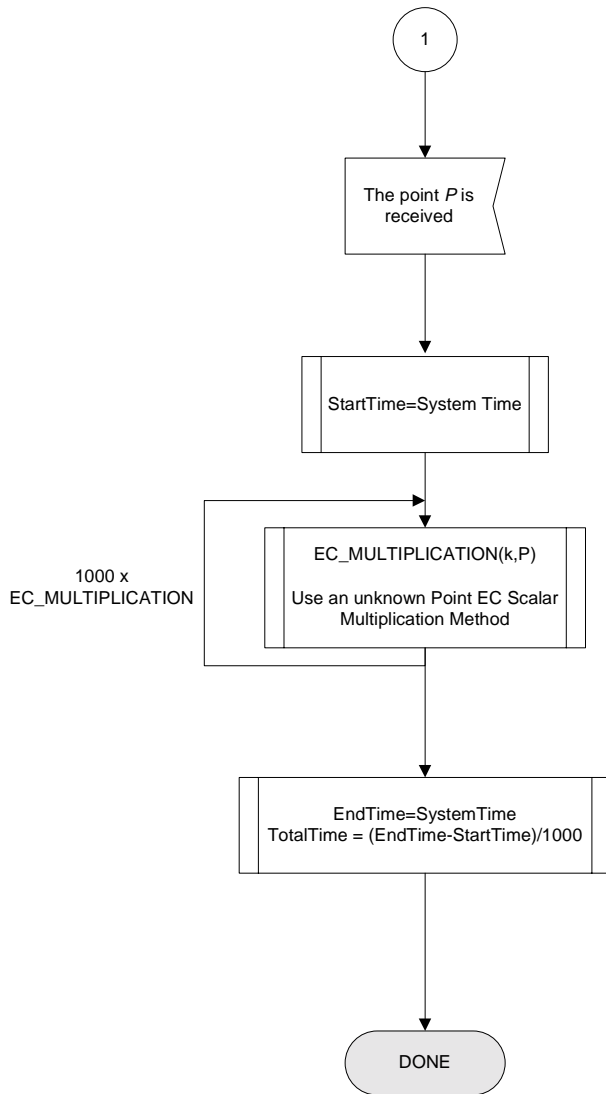 1
The point P is
received
StartTime=System Time
1000 x
EC_MULTIPLICATION
EC_MULTIPLICATION(k,P)
Use an unknown Point EC Scalar
Multiplication Method
EndTime=SystemTime
TotalTime = (EndTime-StartTime)/1000
DONE